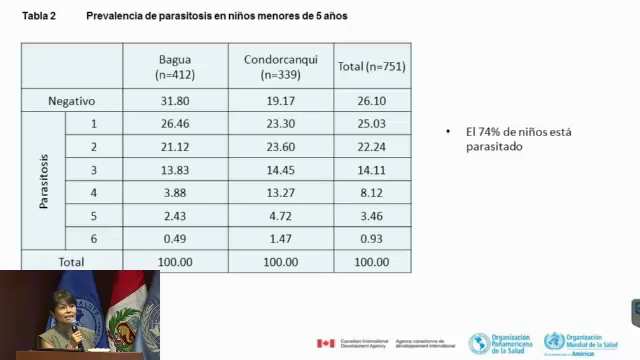 Tabla 2 Prevalencia de parasitosis en niños menores de 5 años
Bagua (n=412) Condorcanqui (n=339) Total (n=751)
Negativo 31.80 19.17 26.10
Parasitosis
1 26.46 23.30 25.03
2 21.12 23.60 22.24
3 13.83 14.45 14.11
4 3.88 13.27 8.12
5 2.43 4.72 3.46
6 0.49 1.47 0.93
Total 100.00 100.00 100.00
• El 74% de niños está
parasitado
Canadian International Development Agency
Agence canadienne de développement international
Organización
Panamericana
de la Salud
Organización
Mundial de la Salud
Américas